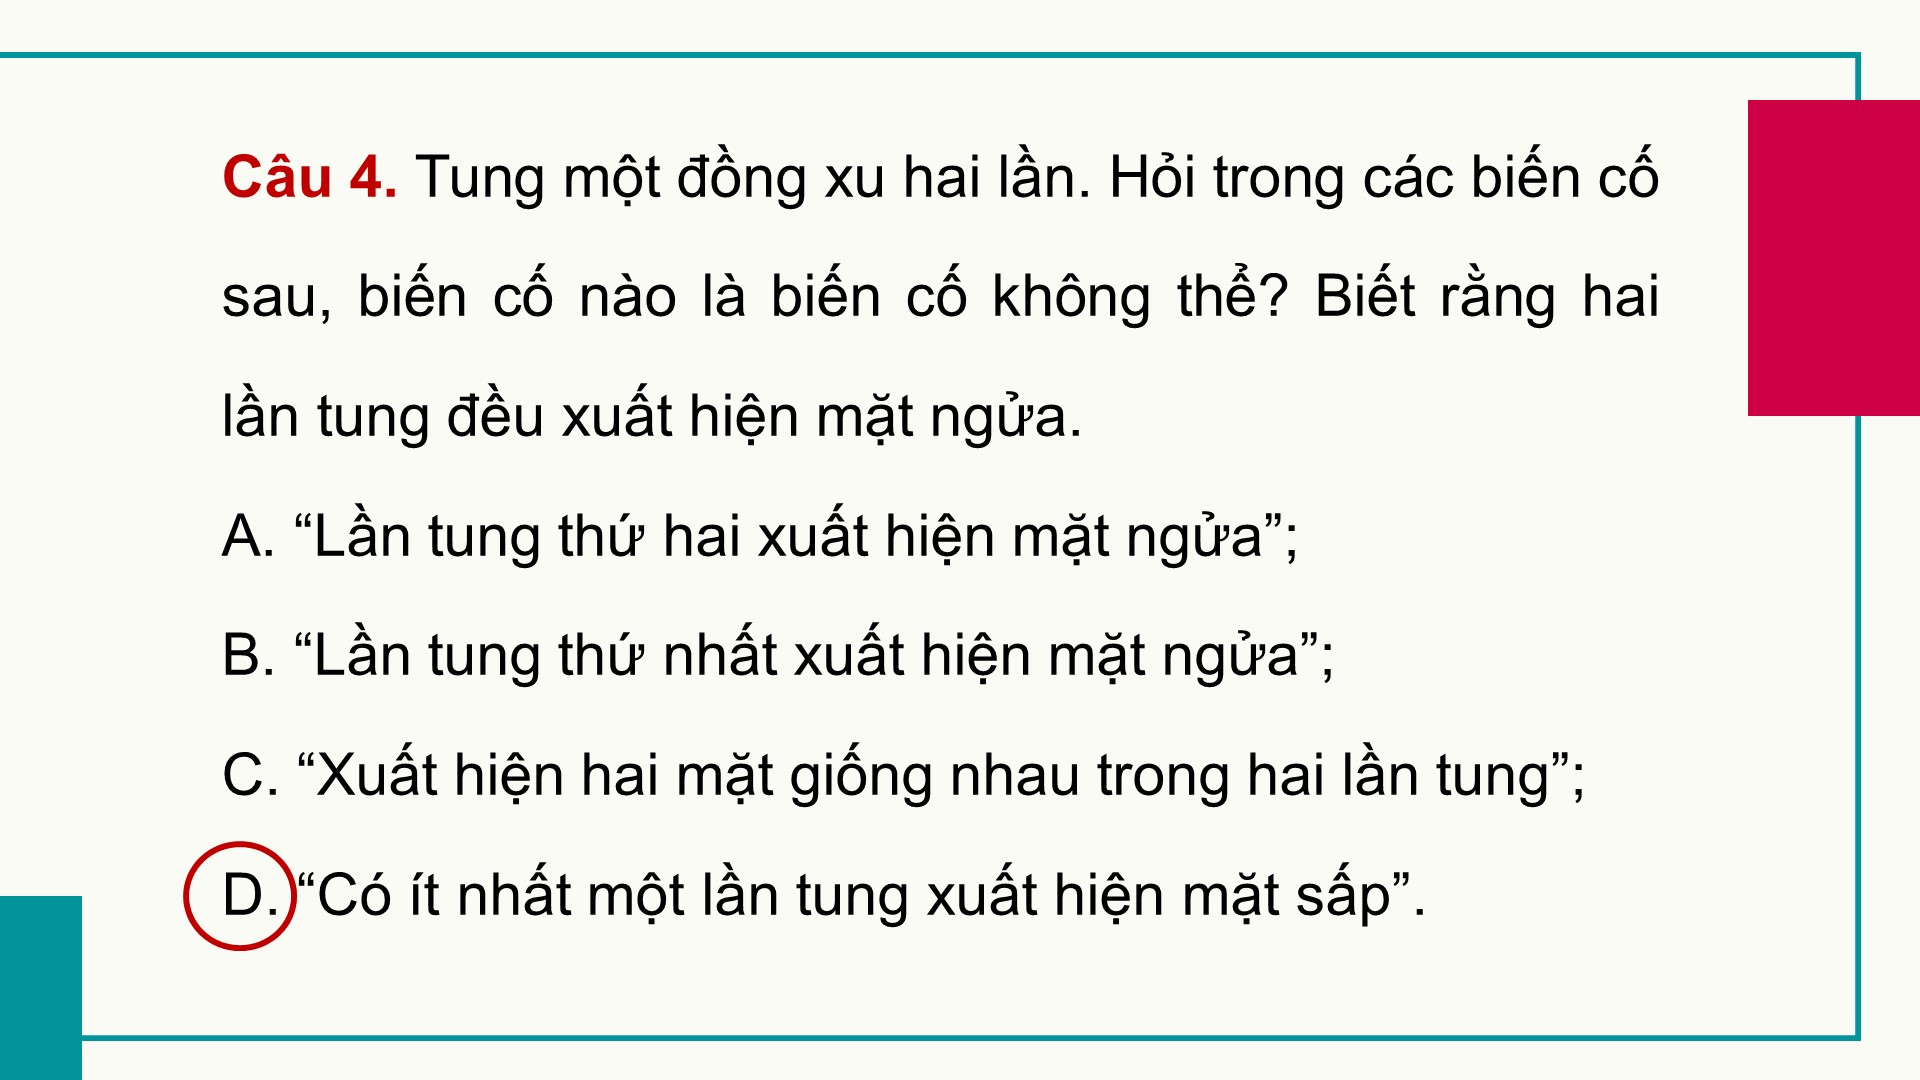 Câu 4. Tung một đồng xu hai lần. Hỏi trong các biến cố
sau, biến cố nào là biến cố không thể? Biết rằng hai
lần tung đều xuất hiện mặt ngửa.
A. “Lần tung thứ hai xuất hiện mặt ngửa”;
B. “Lần tung thứ nhất xuất hiện mặt ngửa”;
C. “Xuất hiện hai mặt giống nhau trong hai lần tung”;
D. “Có ít nhất một lần tung xuất hiện mặt sấp”.